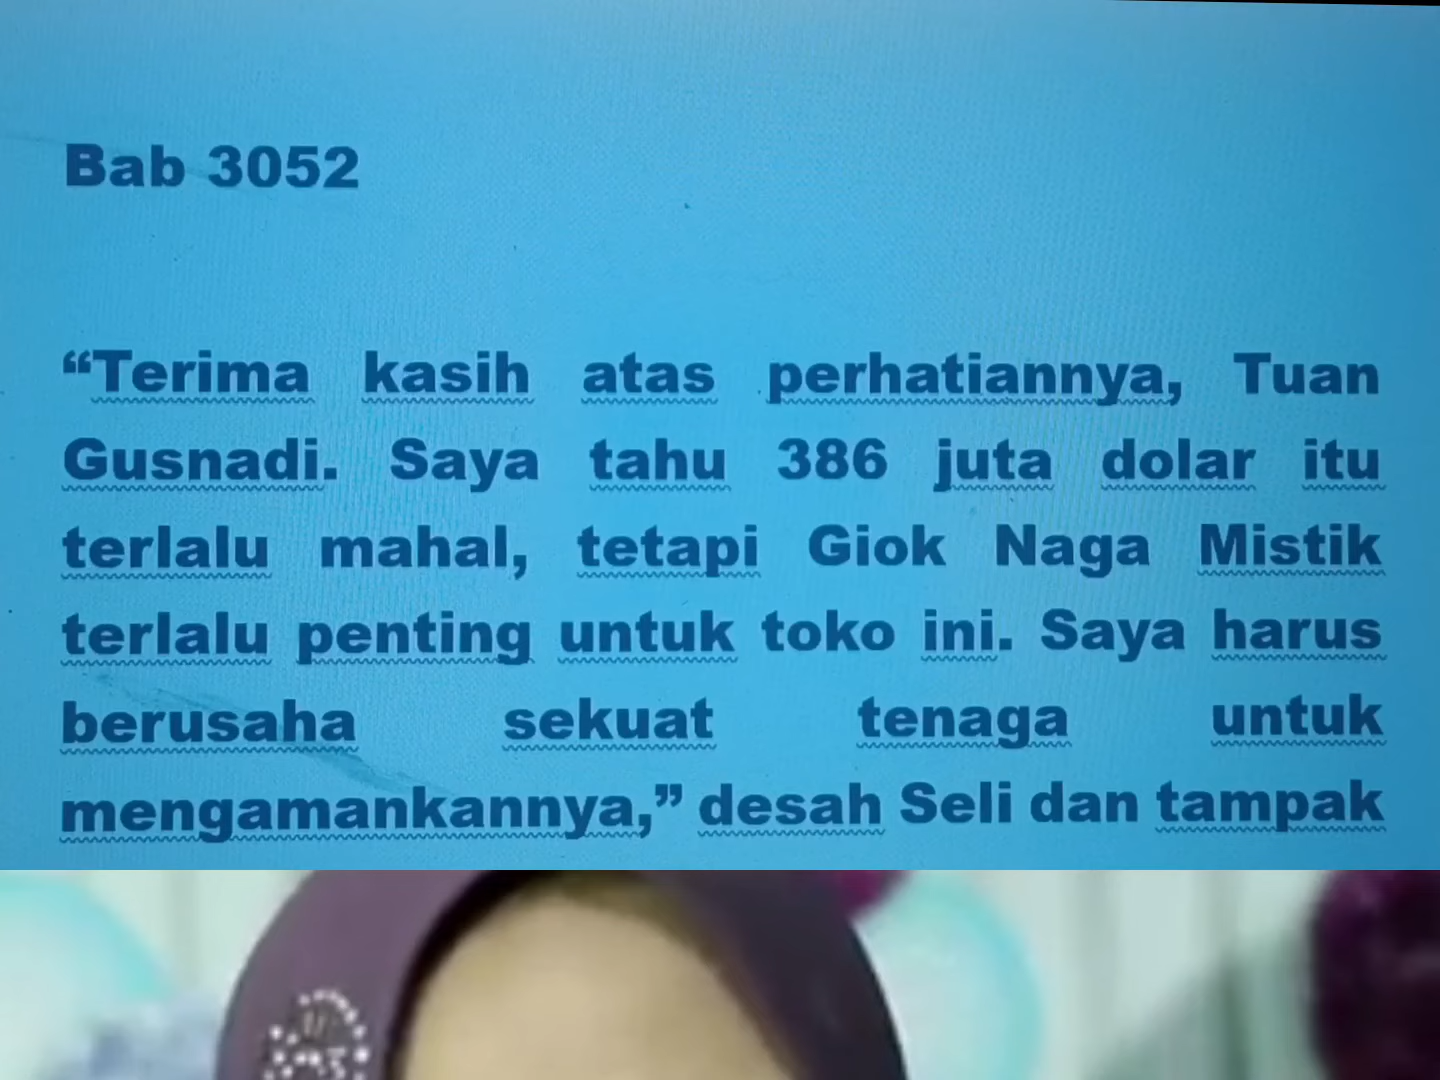 Bab 3052
“Terima kasih atas perhatiannya, Tuan
Gusnadi. Saya tahu 386 juta dolar itu
terlalu mahal, tetapi Giok Naga Mistik
terlalu penting untuk toko ini. Saya harus
berusaha sekuat tenaga untuk
mengamankannya,” desah Seli dan tampak